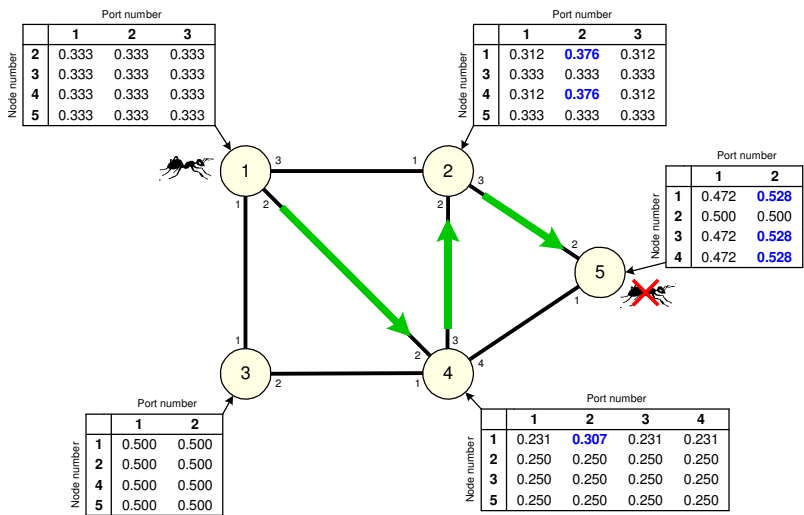 Port number
1 2 3
Node number
2 0.333 0.333 0.333
3 0.333 0.333 0.333
4 0.333 0.333 0.333
5 0.333 0.333 0.333
Port number
1 2 3
Node number
1 0.312 0.376 0.312
3 0.333 0.333 0.333
4 0.312 0.376 0.312
5 0.333 0.333 0.333
Port number
1 2
Node number
1 0.472 0.528
2 0.500 0.500
3 0.472 0.528
4 0.472 0.528
1
3
2
1
2
1
3
2
5
2
1
3
1
2
4
2
3
4
1
Port number
1 2
Node number
1 0.500 0.500
2 0.500 0.500
4 0.500 0.500
5 0.500 0.500
Port number
1 2 3 4
Node number
1 0.231 0.307 0.231 0.231
2 0.250 0.250 0.250 0.250
3 0.250 0.250 0.250 0.250
5 0.250 0.250 0.250 0.250